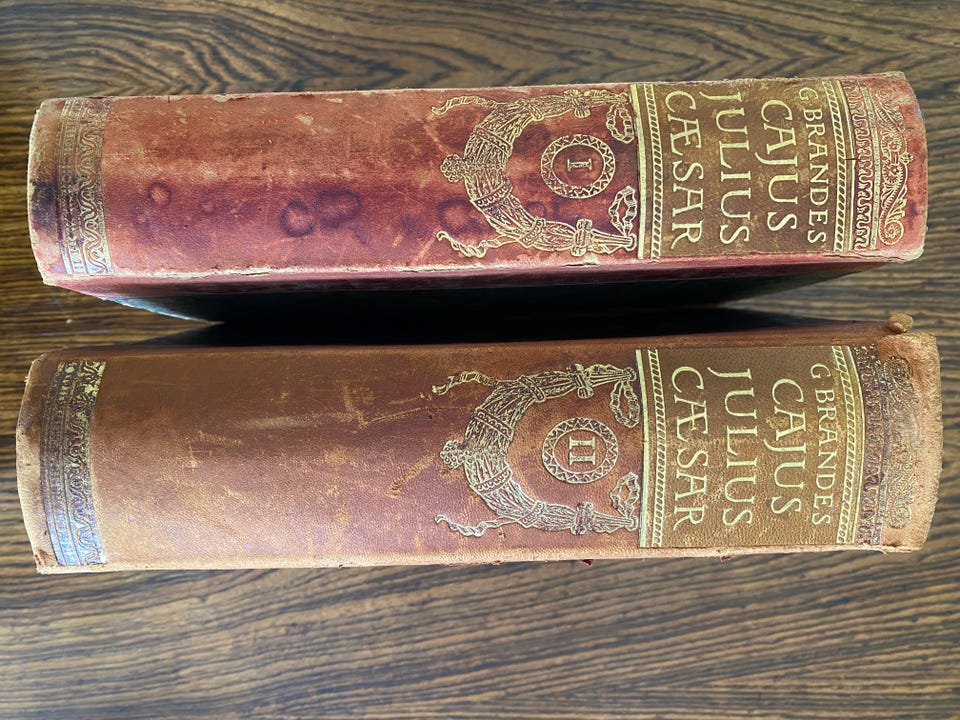 G. BRANDES
CAJUS
JULIUS
CÆSAR
I
G. BRANDES
CAJUS
JULIUS
CÆSAR
II